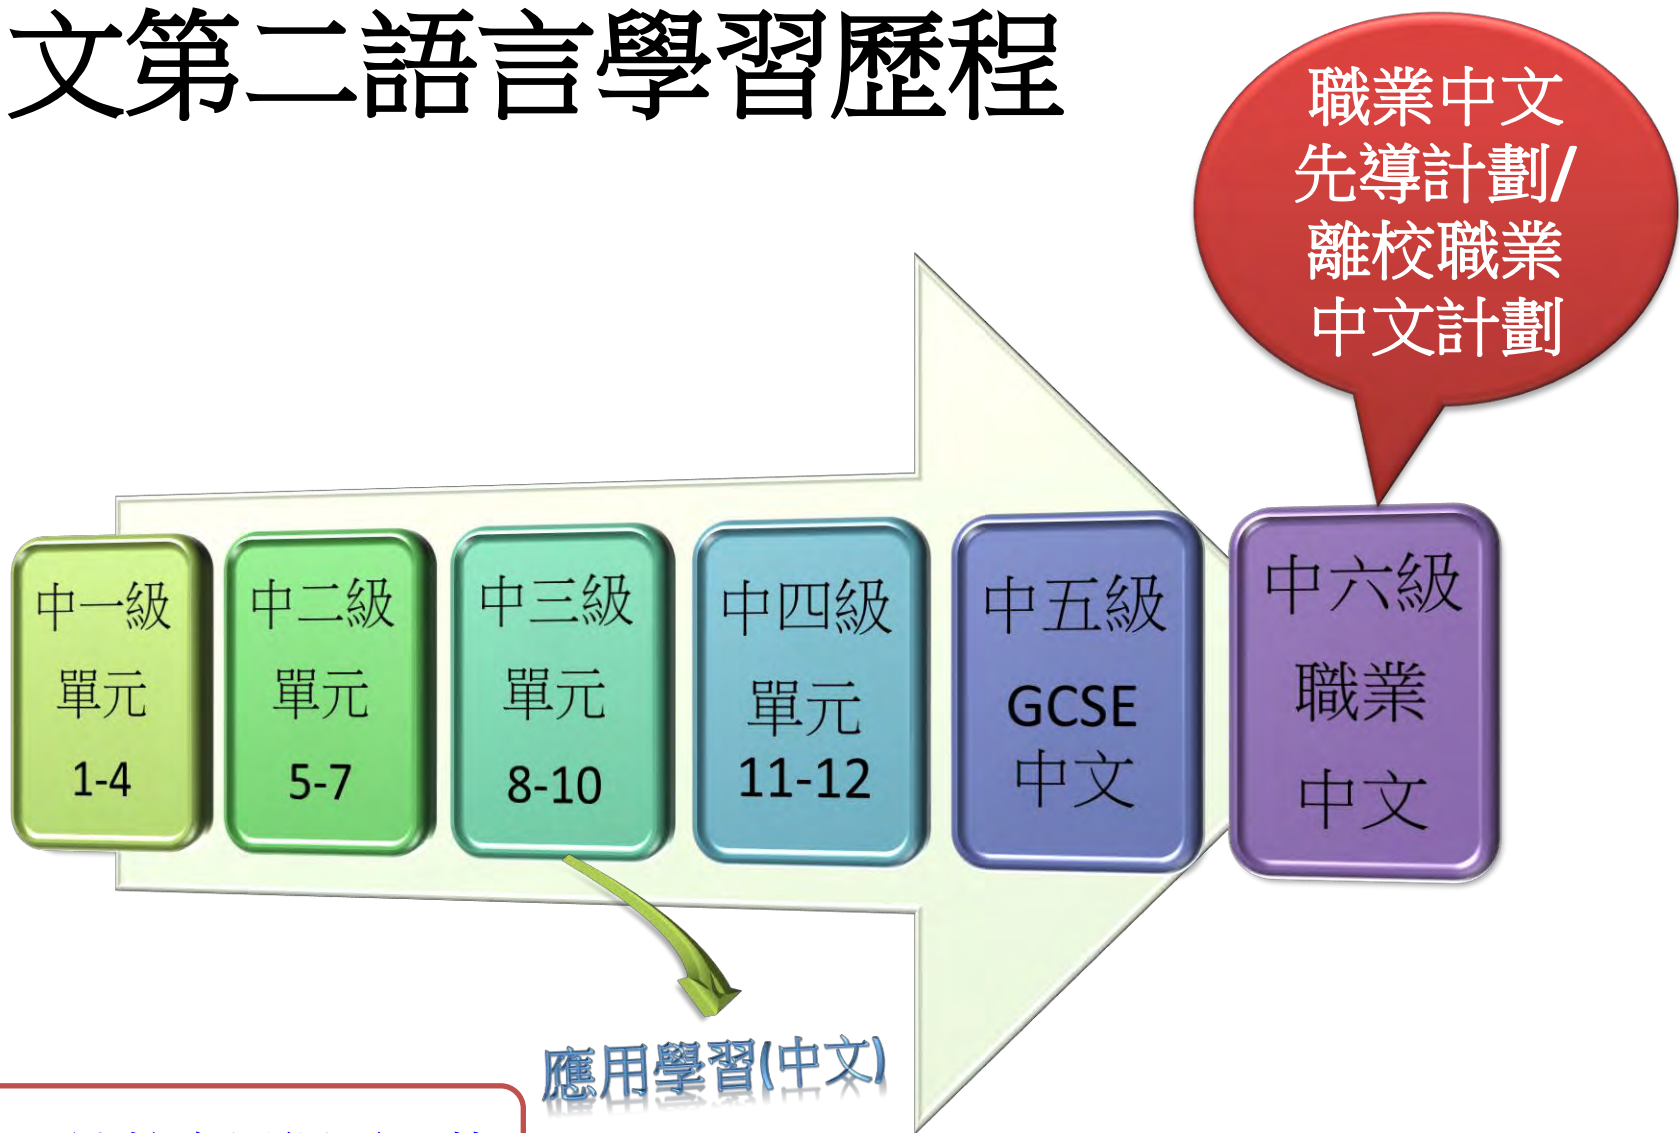 文第二語言學習歷程
職業中文
先導計劃/
離校職業
中文計劃
中一級
單元
1-4
中二級
單元
5-7
中三級
單元
8-10
中四級
單元
11-12
中五級
GCSE
中文
中六級
職業
中文
應用學習(中文)